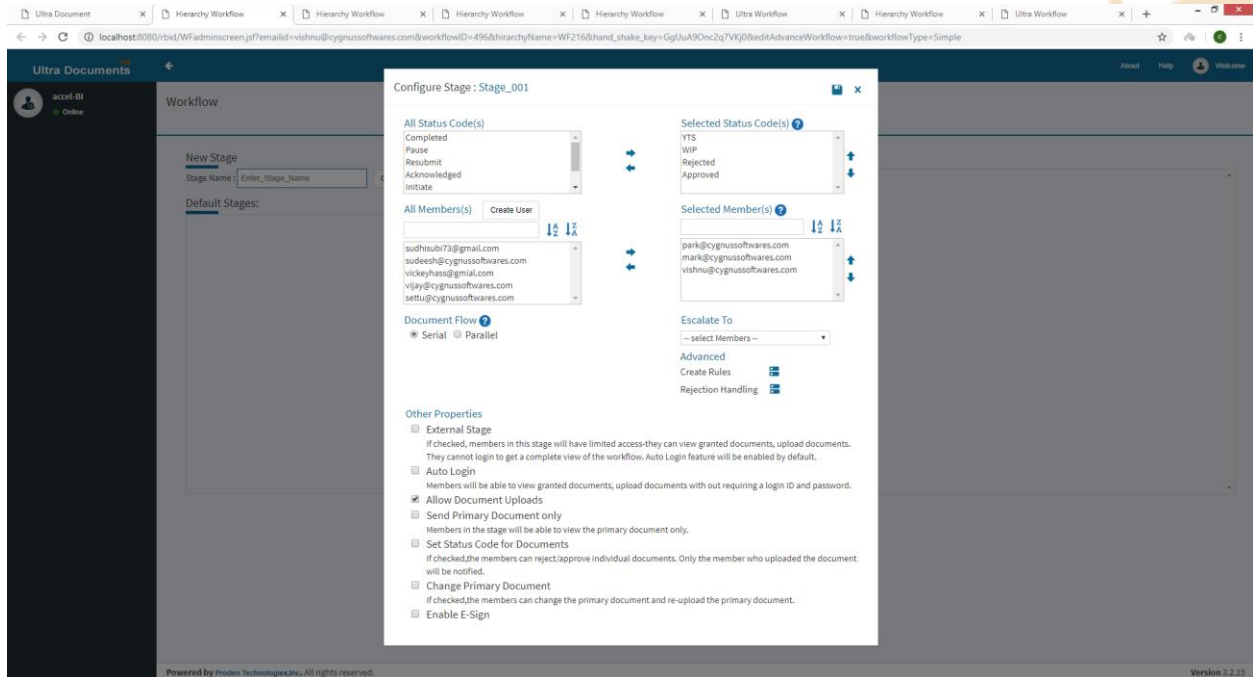 Ultra Document
Hierarchy Workflow
Hierarchy Workflow
Hierarchy Workflow
Hierarchy Workflow
Ultra Workflow
Hierarchy Workflow
Ultra Workflow
localhost:8080/rbid/WFadminscreen.jsf?emailid=vishnu@cygnussoftwares.com&workflowID=496&hirarchyName=WF216&hand_shake_key=GgUuA9Onc2q7VKj0&editAdvanceWorkflow=true&workflowType=Simple
Ultra Documents
About Help Welcome
accel-BI
Online
Workflow
New Stage
Stage Name : Enter_Stage_Name
Default Stages:
Configure Stage : Stage_001
All Status Code(s)
Completed
Pause
Resubmit
Acknowledged
Initiate
Selected Status Code(s) ?
YTS
WIP
Rejected
Approved
All Members(s) Create User
sudhisubi73@gmail.com
sudeesh@cygnussoftwares.com
vickeyhass@gmial.com
vijay@cygnussoftwares.com
settu@cygnussoftwares.com
Selected Member(s) ?
park@cygnussoftwares.com
mark@cygnussoftwares.com
vishnu@cygnussoftwares.com
Document Flow ?
Serial Parallel
Escalate To
-- select Members --
Advanced
Create Rules
Rejection Handling
Other Properties
External Stage
If checked, members in this stage will have limited access-they can view granted documents, upload documents.
They cannot login to get a complete view of the workflow. Auto Login feature will be enabled by default.
Auto Login
Members will be able to view granted documents, upload documents with out requiring a login ID and password.
Allow Document Uploads
Send Primary Document only
Members in the stage will be able to view the primary document only.
Set Status Code for Documents
If checked,the members can reject/approve individual documents. Only the member who uploaded the document
will be notified.
Change Primary Document
If checked,the members can change the primary document and re-upload the primary document.
Enable E-Sign
Powered by Proden Technologies,Inc. All rights reserved.
Version 3.2.15